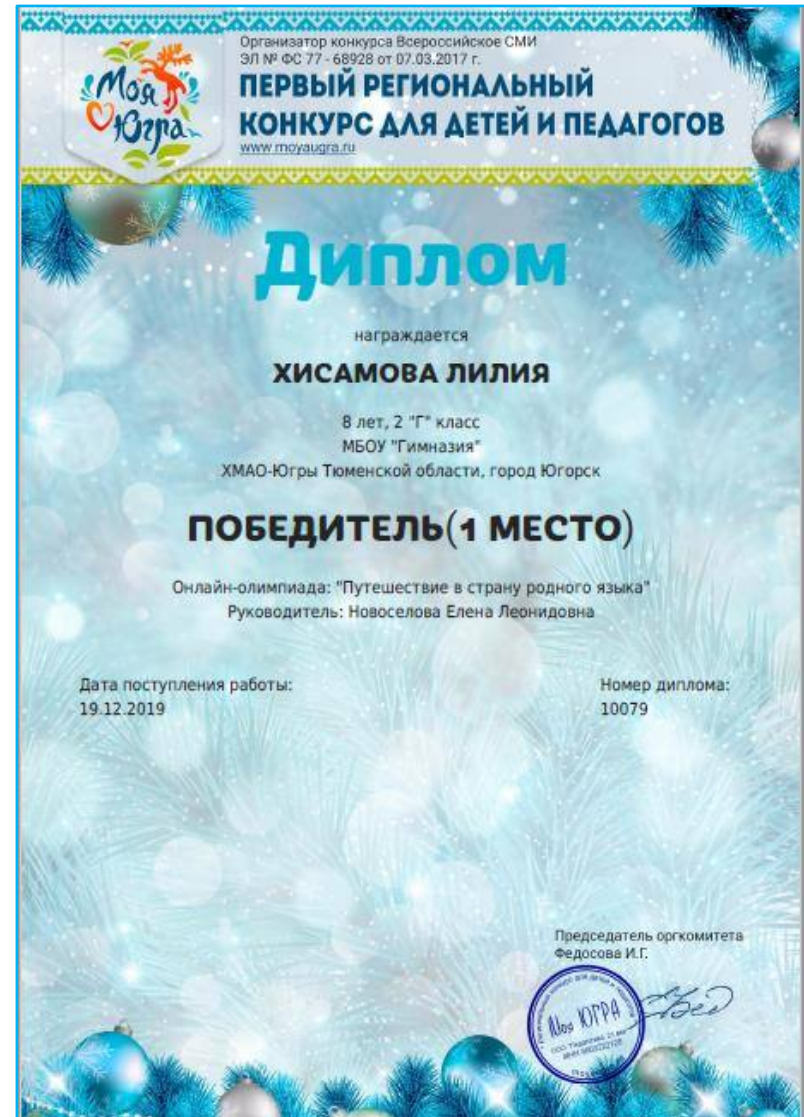 Моя
Югра
Организатор конкурса Всероссийское СМИ
ЭЛ № ФС 77 - 68928 от 07.03.2017 г.
ПЕРВЫЙ РЕГИОНАЛЬНЫЙ
КОНКУРС ДЛЯ ДЕТЕЙ И ПЕДАГОГОВ
www.moyaugra.ru
Диплом
награждается
ХИСАМОВА ЛИЛИЯ
8 лет, 2 "Г" класс
МБОУ "Гимназия"
ХМАО-Югры Тюменской области, город Югорск
ПОБЕДИТЕЛЬ(1 МЕСТО)
Онлайн-олимпиада: "Путешествие в страну родного языка"
Руководитель: Новоселова Елена Леонидовна
Дата поступления работы:
19.12.2019
Номер диплома:
10079
Председатель оргкомитета
Федосова И.Г.
Моя ЮГРА